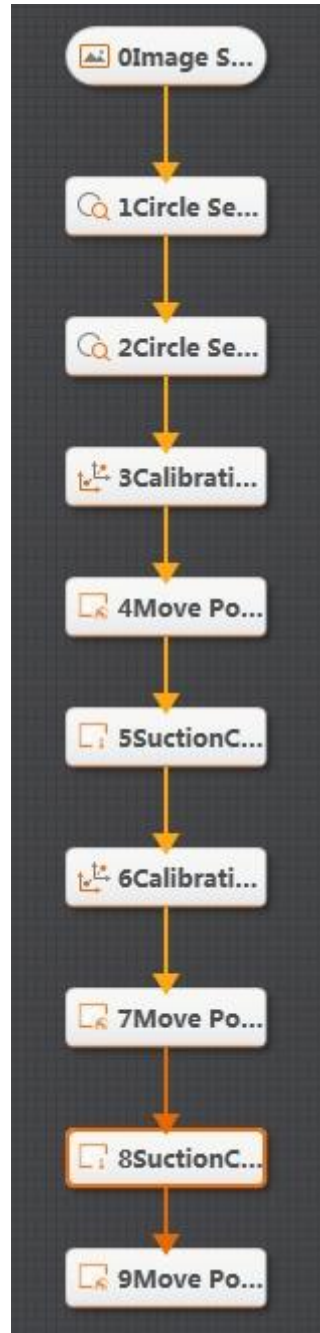 0Image S...
1Circle Se...
2Circle Se...
3Calibrati...
4Move Po...
5SuctionC...
6Calibrati...
7Move Po...
8SuctionC...
9Move Po...